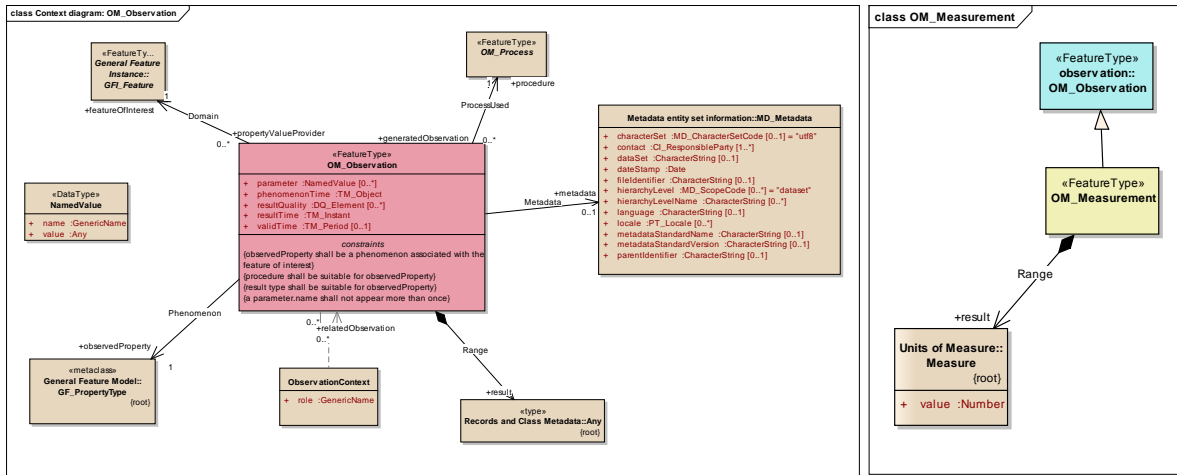 class Context diagram: OM_Observation
«FeatureTy...
General Feature
Instance::
GFI_Feature
1
+featureOfInterest
Domain
+propertyValueProvider
0..*
«FeatureType»
OM_Process
1
+procedure
ProcessUsed
+generatedObservation
0..*
«FeatureType»
OM_Observation
+ parameter :NamedValue [0..*]
+ phenomenonTime :TM_Object
+ resultQuality :DQ_Element [0..*]
+ resultTime :TM_Instant
+ validTime :TM_Period [0..1]
constraints
{observedProperty shall be a phenomenon associated with the
feature of interest}
{procedure shall be suitable for observedProperty}
{result type shall be suitable for observedProperty}
{a parameter.name shall not appear more than once}
«DataType»
NamedValue
+ name :GenericName
+ value :Any
+metadata
Metadata
0..1
Metadata entity set information::MD_Metadata
+ characterSet :MD_CharacterSetCode [0..1] = "utf8"
+ contact :CI_ResponsibleParty [1..*]
+ dataSet :CharacterString [0..1]
+ dateStamp :Date
+ fileIdentifier :CharacterString [0..1]
+ hierarchyLevel :MD_ScopeCode [0..*] = "dataset"
+ hierarchyLevelName :CharacterString [0..*]
+ language :CharacterString [0..1]
+ locale :PT_Locale [0..*]
+ metadataStandardName :CharacterString [0..1]
+ metadataStandardVersion :CharacterString [0..1]
+ parentIdentifier :CharacterString [0..1]
Phenomenon
+observedProperty
1
«metaclass»
General Feature Model::
GF_PropertyType
{root}
0..*
+relatedObservation
0..*
ObservationContext
+ role :GenericName
Range
+result
«type»
Records and Class Metadata::Any
{root}
class OM_Measurement
«FeatureType»
observation::
OM_Observation
«FeatureType»
OM_Measurement
Range
+result
Units of Measure::
Measure
{root}
+ value :Number